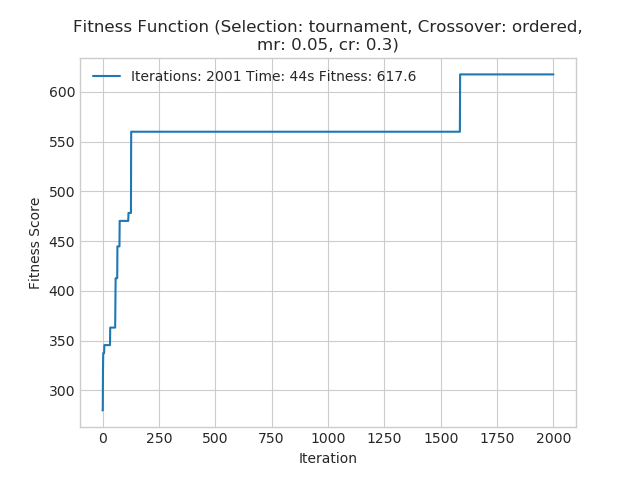 Fitness Function (Selection: tournament, Crossover: ordered,
mr: 0.05, cr: 0.3)
Iterations: 2001 Time: 44s Fitness: 617.6
600
550
500
450
400
350
300
Fitness Score
0 250 500 750 1000 1250 1500 1750 2000
Iteration